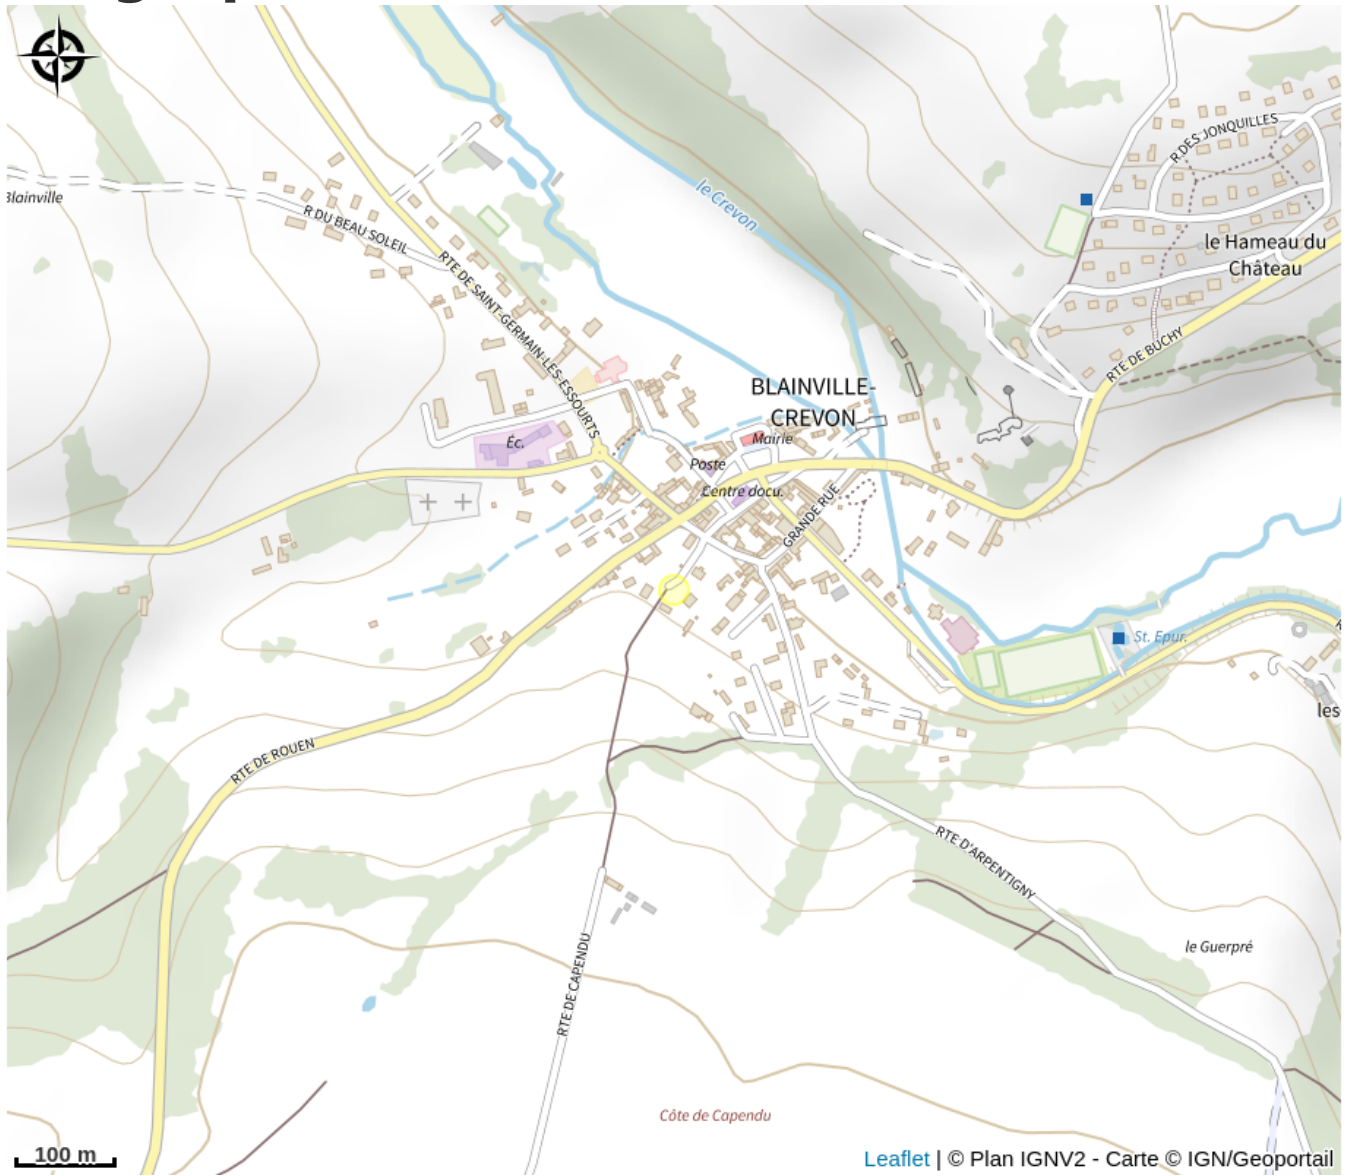 R DES JONQUILLES
Blainville
le Crevon
R DU BEAU SOLEIL
le Hameau du
Château
RTE DE SAINT-GERMAIN-LES-ESSOURTS
RTE DE BUCHY
BLAINVILLE-
CREVON
Mairie
Éc.
Poste
Centre docu.
GRANDE RUE
St. Epur.
les
RTE DE ROUEN
RTE D'ARPENTIGNY
le Guerpré
RTE DE CAPENDU
Côte de Capendu
100 m
Leaflet | © Plan IGNV2 - Carte © IGN/Geoportail